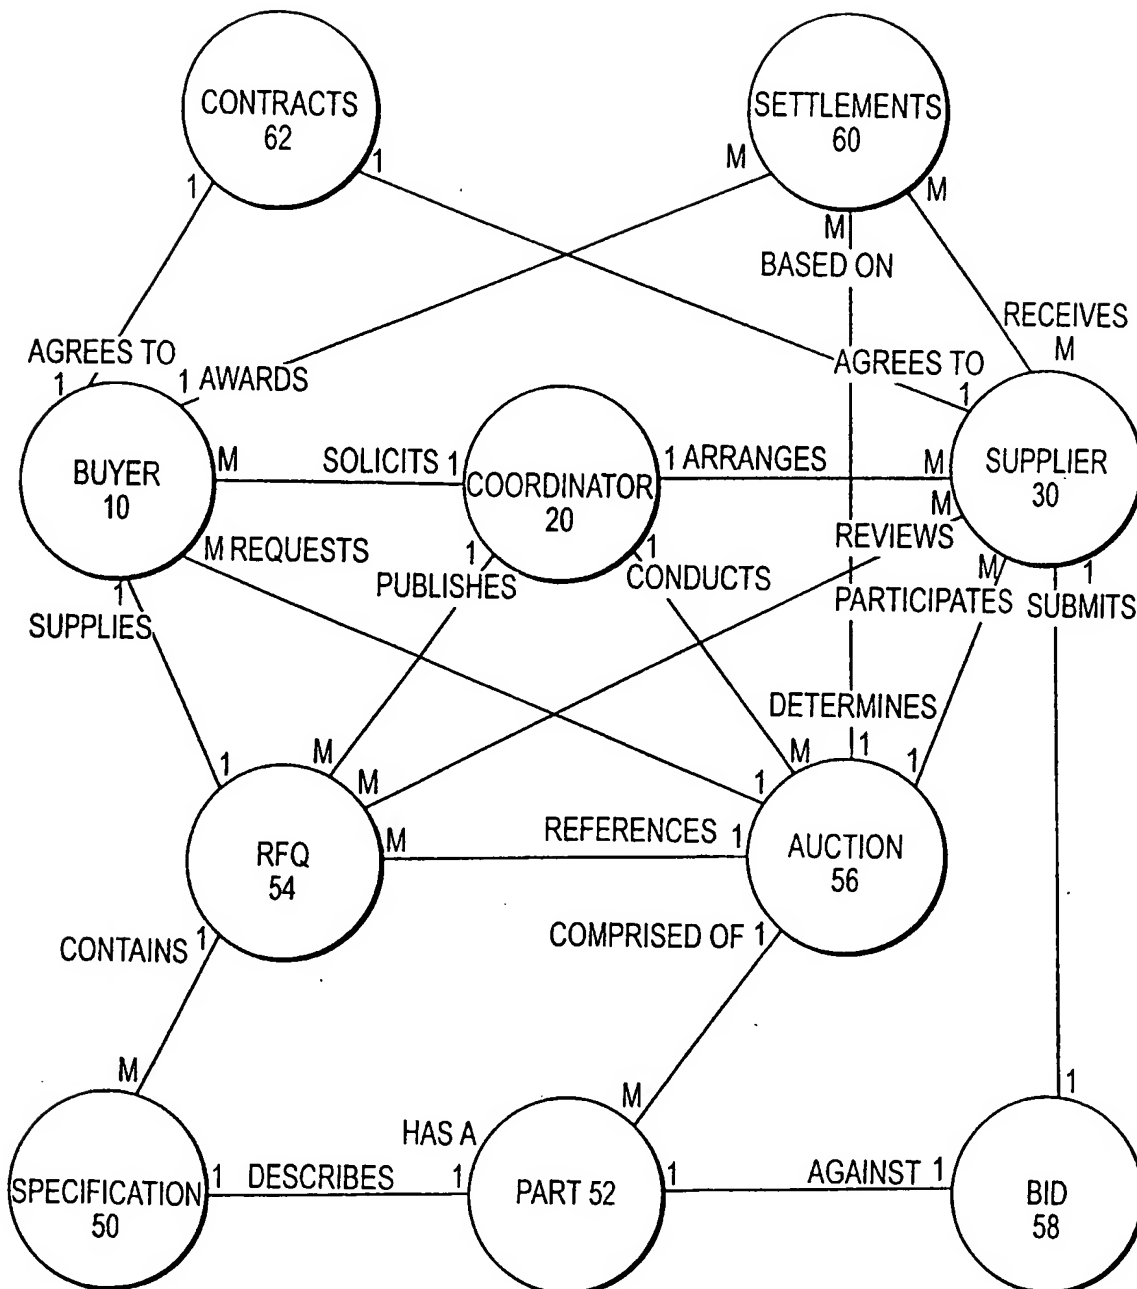 CONTRACTS
62
SETTLEMENTS
60
1
1
M
M
M
BASED ON
RECEIVES
M
AGREES TO
1
1 AWARDS
AGREES TO
1
BUYER
10
M
SOLICITS 1
COORDINATOR
20
1 ARRANGES
M
SUPPLIER
30
M
REVIEWS
M REQUESTS
1
PUBLISHES
1
CONDUCTS
M
PARTICIPATES
1
SUBMITS
1
SUPPLIES
DETERMINES
1
M
M
1
M
1
1
RFQ
54
M
REFERENCES 1
AUCTION
56
CONTAINS 1
COMPRISED OF 1
M
M
1
HAS A
SPECIFICATION
50
1 DESCRIBES
1
PART 52
1
AGAINST 1
BID
58